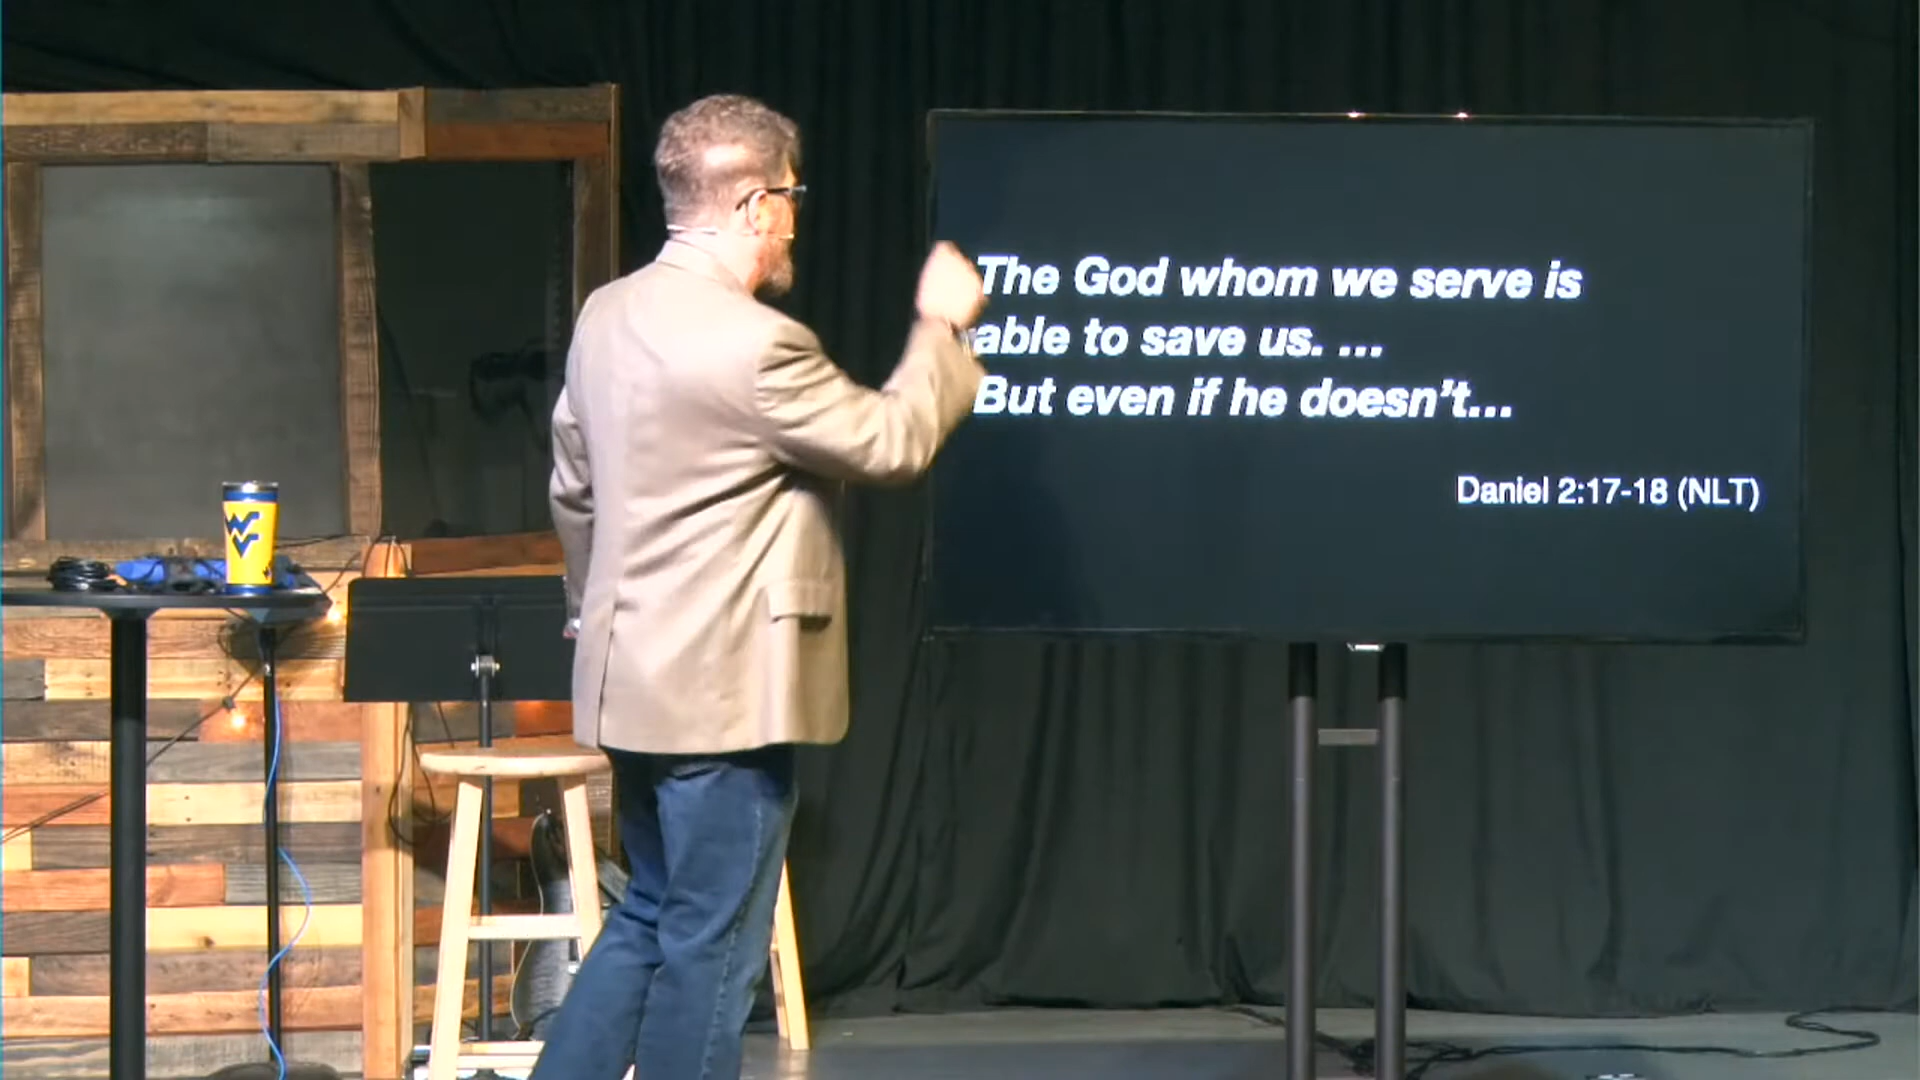 The God whom we serve is
able to save us. ...
But even if he doesn't...
Daniel 2:17-18 (NLT)
WV